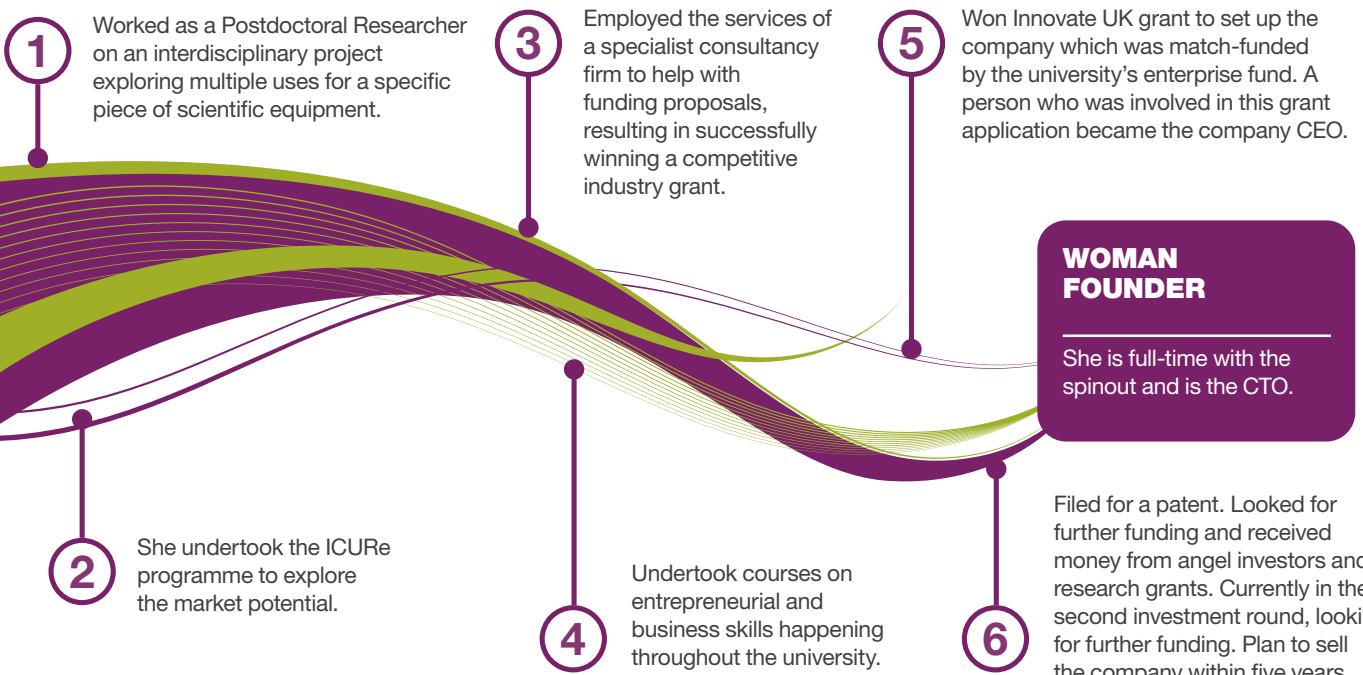 1
Worked as a Postdoctoral Researcher
on an interdisciplinary project
exploring multiple uses for a specific
piece of scientific equipment.
2
She undertook the ICURe
programme to explore
the market potential.
3
Employed the services of
a specialist consultancy
firm to help with
funding proposals,
resulting in successfully
winning a competitive
industry grant.
4
Undertook courses on
entrepreneurial and
business skills happening
throughout the university.
5
Won Innovate UK grant to set up the
company which was match-funded
by the university’s enterprise fund. A
person who was involved in this grant
application became the company CEO.
6
Filed for a patent. Looked for
further funding and received
money from angel investors and
research grants. Currently in the
second investment round, looki
for further funding. Plan to sell
the company within five years
WOMAN
FOUNDER
She is full-time with the
spinout and is the CTO.